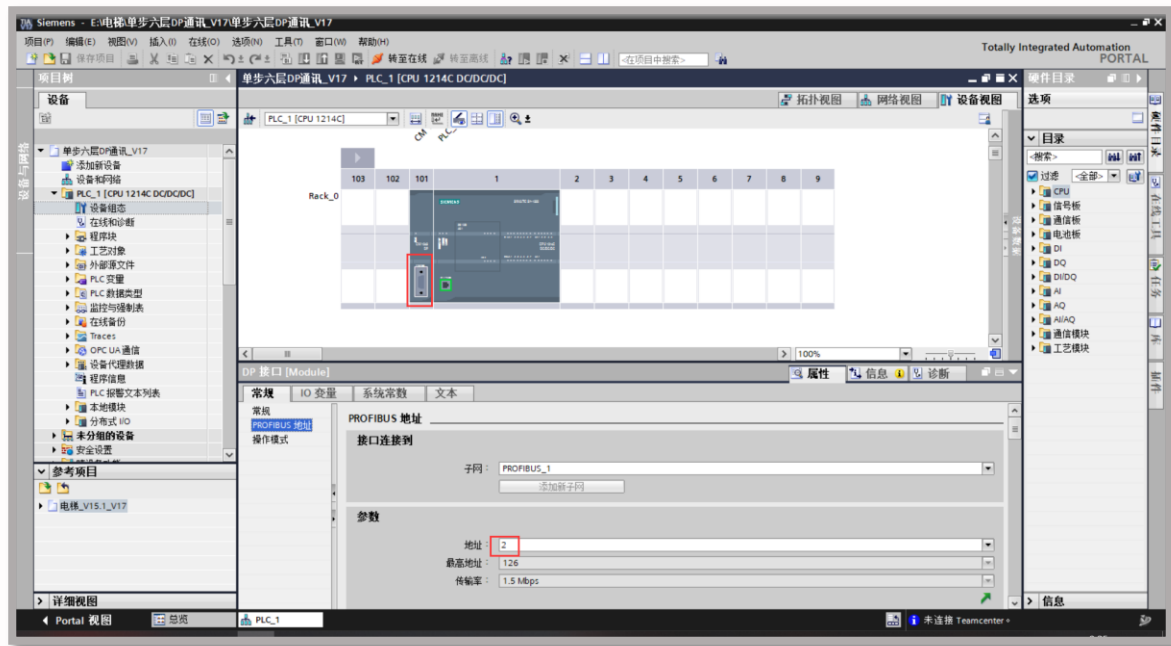 Siemens - E:\电梯\单步六层DP通讯_V17\单步六层DP通讯_V17
项目(P) 编辑(E) 视图(V) 插入(I) 在线(O) 选项(N) 工具(T) 窗口(W) 帮助(H)
Totally Integrated Automation
PORTAL
保存项目 转至在线 转至离线 <在项目中搜索>
项目树
单步六层DP通讯_V17 ▸ PLC_1 [CPU 1214C DC/DC/DC]
硬件目录
设备
拓扑视图 网络视图 设备视图
选项
PLC_1 [CPU 1214C]
单步六层DP通讯_V17
添加新设备
设备和网络
PLC_1 [CPU 1214C DC/DC/DC]
设备组态
在线和诊断
程序块
工艺对象
外部源文件
PLC 变量
PLC 数据类型
监控与强制表
在线备份
Traces
OPC UA 通信
设备代理数据
程序信息
PLC 报警文本列表
本地模块
分布式 I/O
未分组的设备
安全设置
参考项目
电梯_V15.1_V17
详细视图
CM
103 102 101 1 2 3 4 5 6 7 8 9
Rack_0
SIEMENS
100%
DP 接口 [Module]
属性 信息 诊断
常规 IO 变量 系统常数 文本
常规
PROFIBUS 地址
操作模式
PROFIBUS 地址
接口连接到
子网: PROFIBUS_1
添加新子网
参数
地址: 2
最高地址: 126
传输率: 1.5 Mbps
目录
<搜索>
过滤 <全部>
CPU
信号板
通信板
电池板
DI
DQ
DI/DQ
AI
AQ
AI/AQ
通信模块
工艺模块
信息
硬件目录
在线工具
任务
库
Portal 视图 总览 PLC_1
未连接 Teamcenter